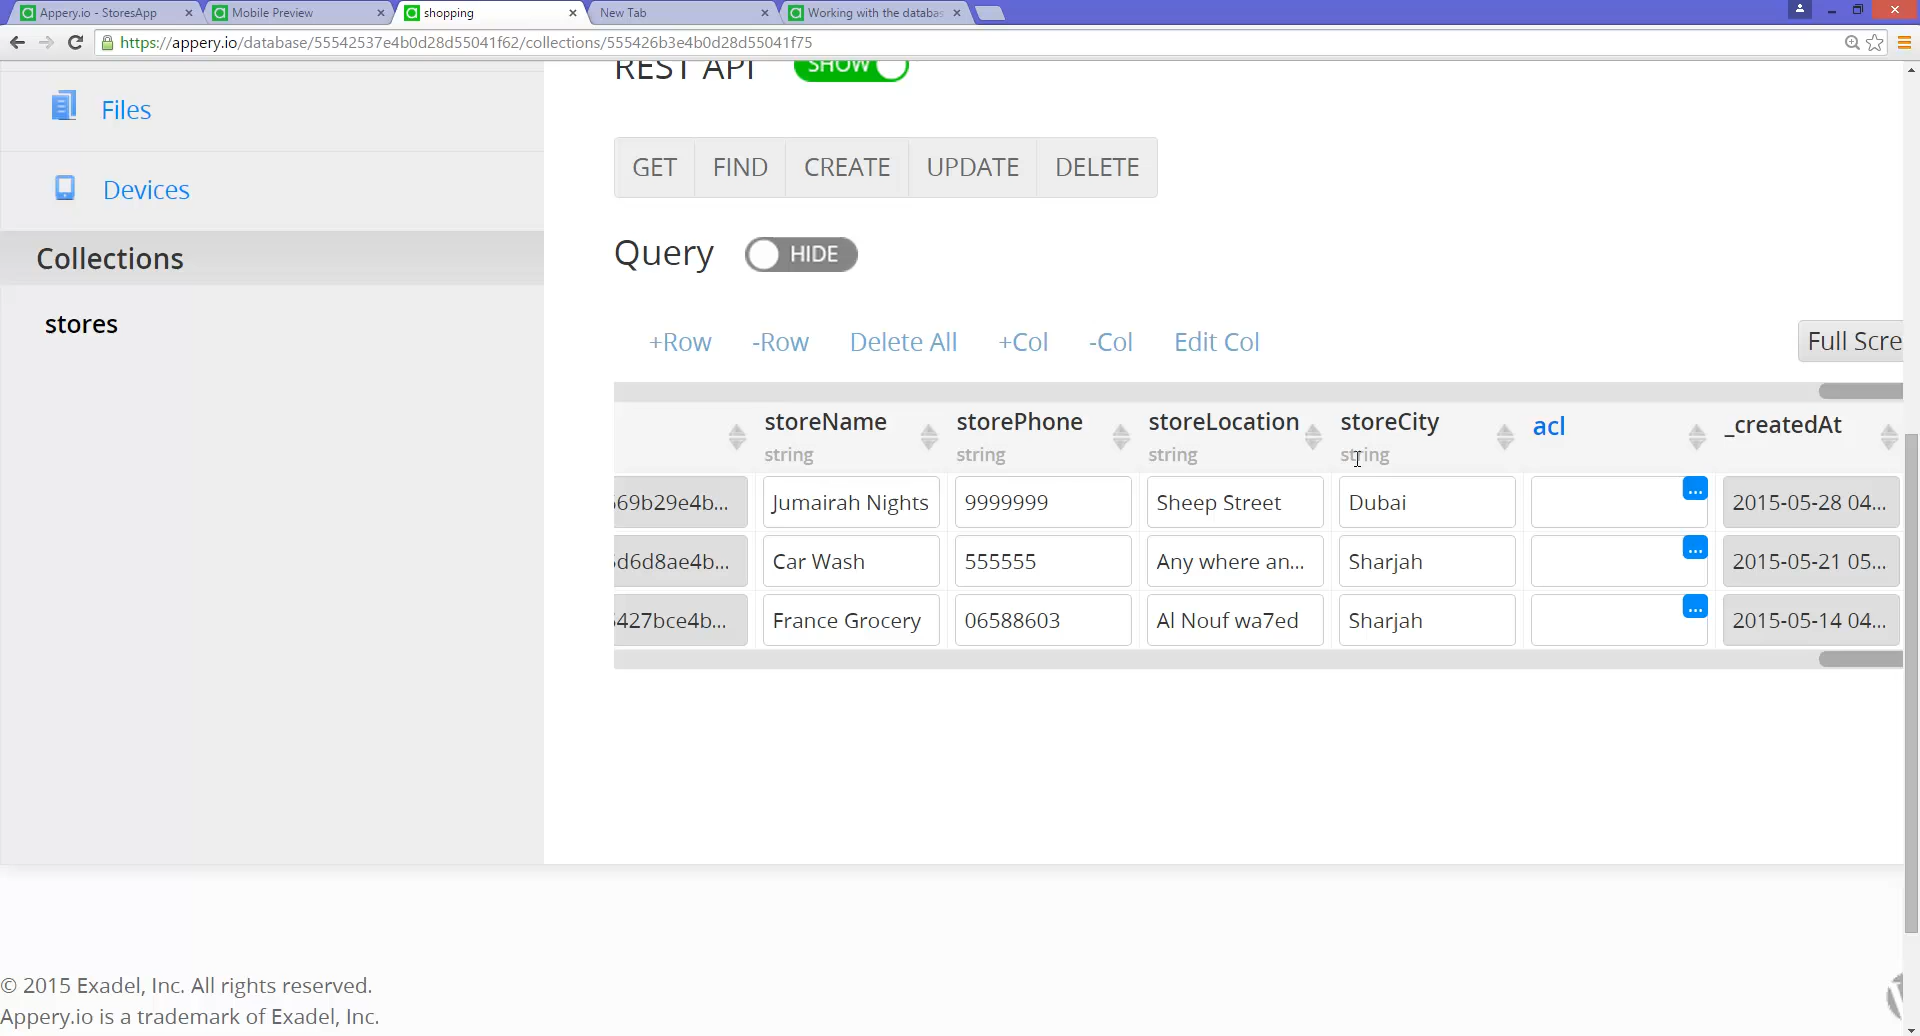 Appery.io - StoresApp
Mobile Preview
shopping
New Tab
Working with the databas
https://appery.io/database/55542537e4b0d28d55041f62/collections/555426b3e4b0d28d55041f75
REST API SHOW
Files
GET FIND CREATE UPDATE DELETE
Devices
Collections
Query HIDE
stores
+Row -Row Delete All +Col -Col Edit Col Full Scre
storeName storePhone storeLocation storeCity acl _createdAt
string string string string
69b29e4b... Jumairah Nights 9999999 Sheep Street Dubai ... 2015-05-28 04...
d6d8ae4b... Car Wash 555555 Any where an... Sharjah ... 2015-05-21 05...
427bce4b... France Grocery 06588603 Al Nouf wa7ed Sharjah ... 2015-05-14 04...
© 2015 Exadel, Inc. All rights reserved.
Appery.io is a trademark of Exadel, Inc.